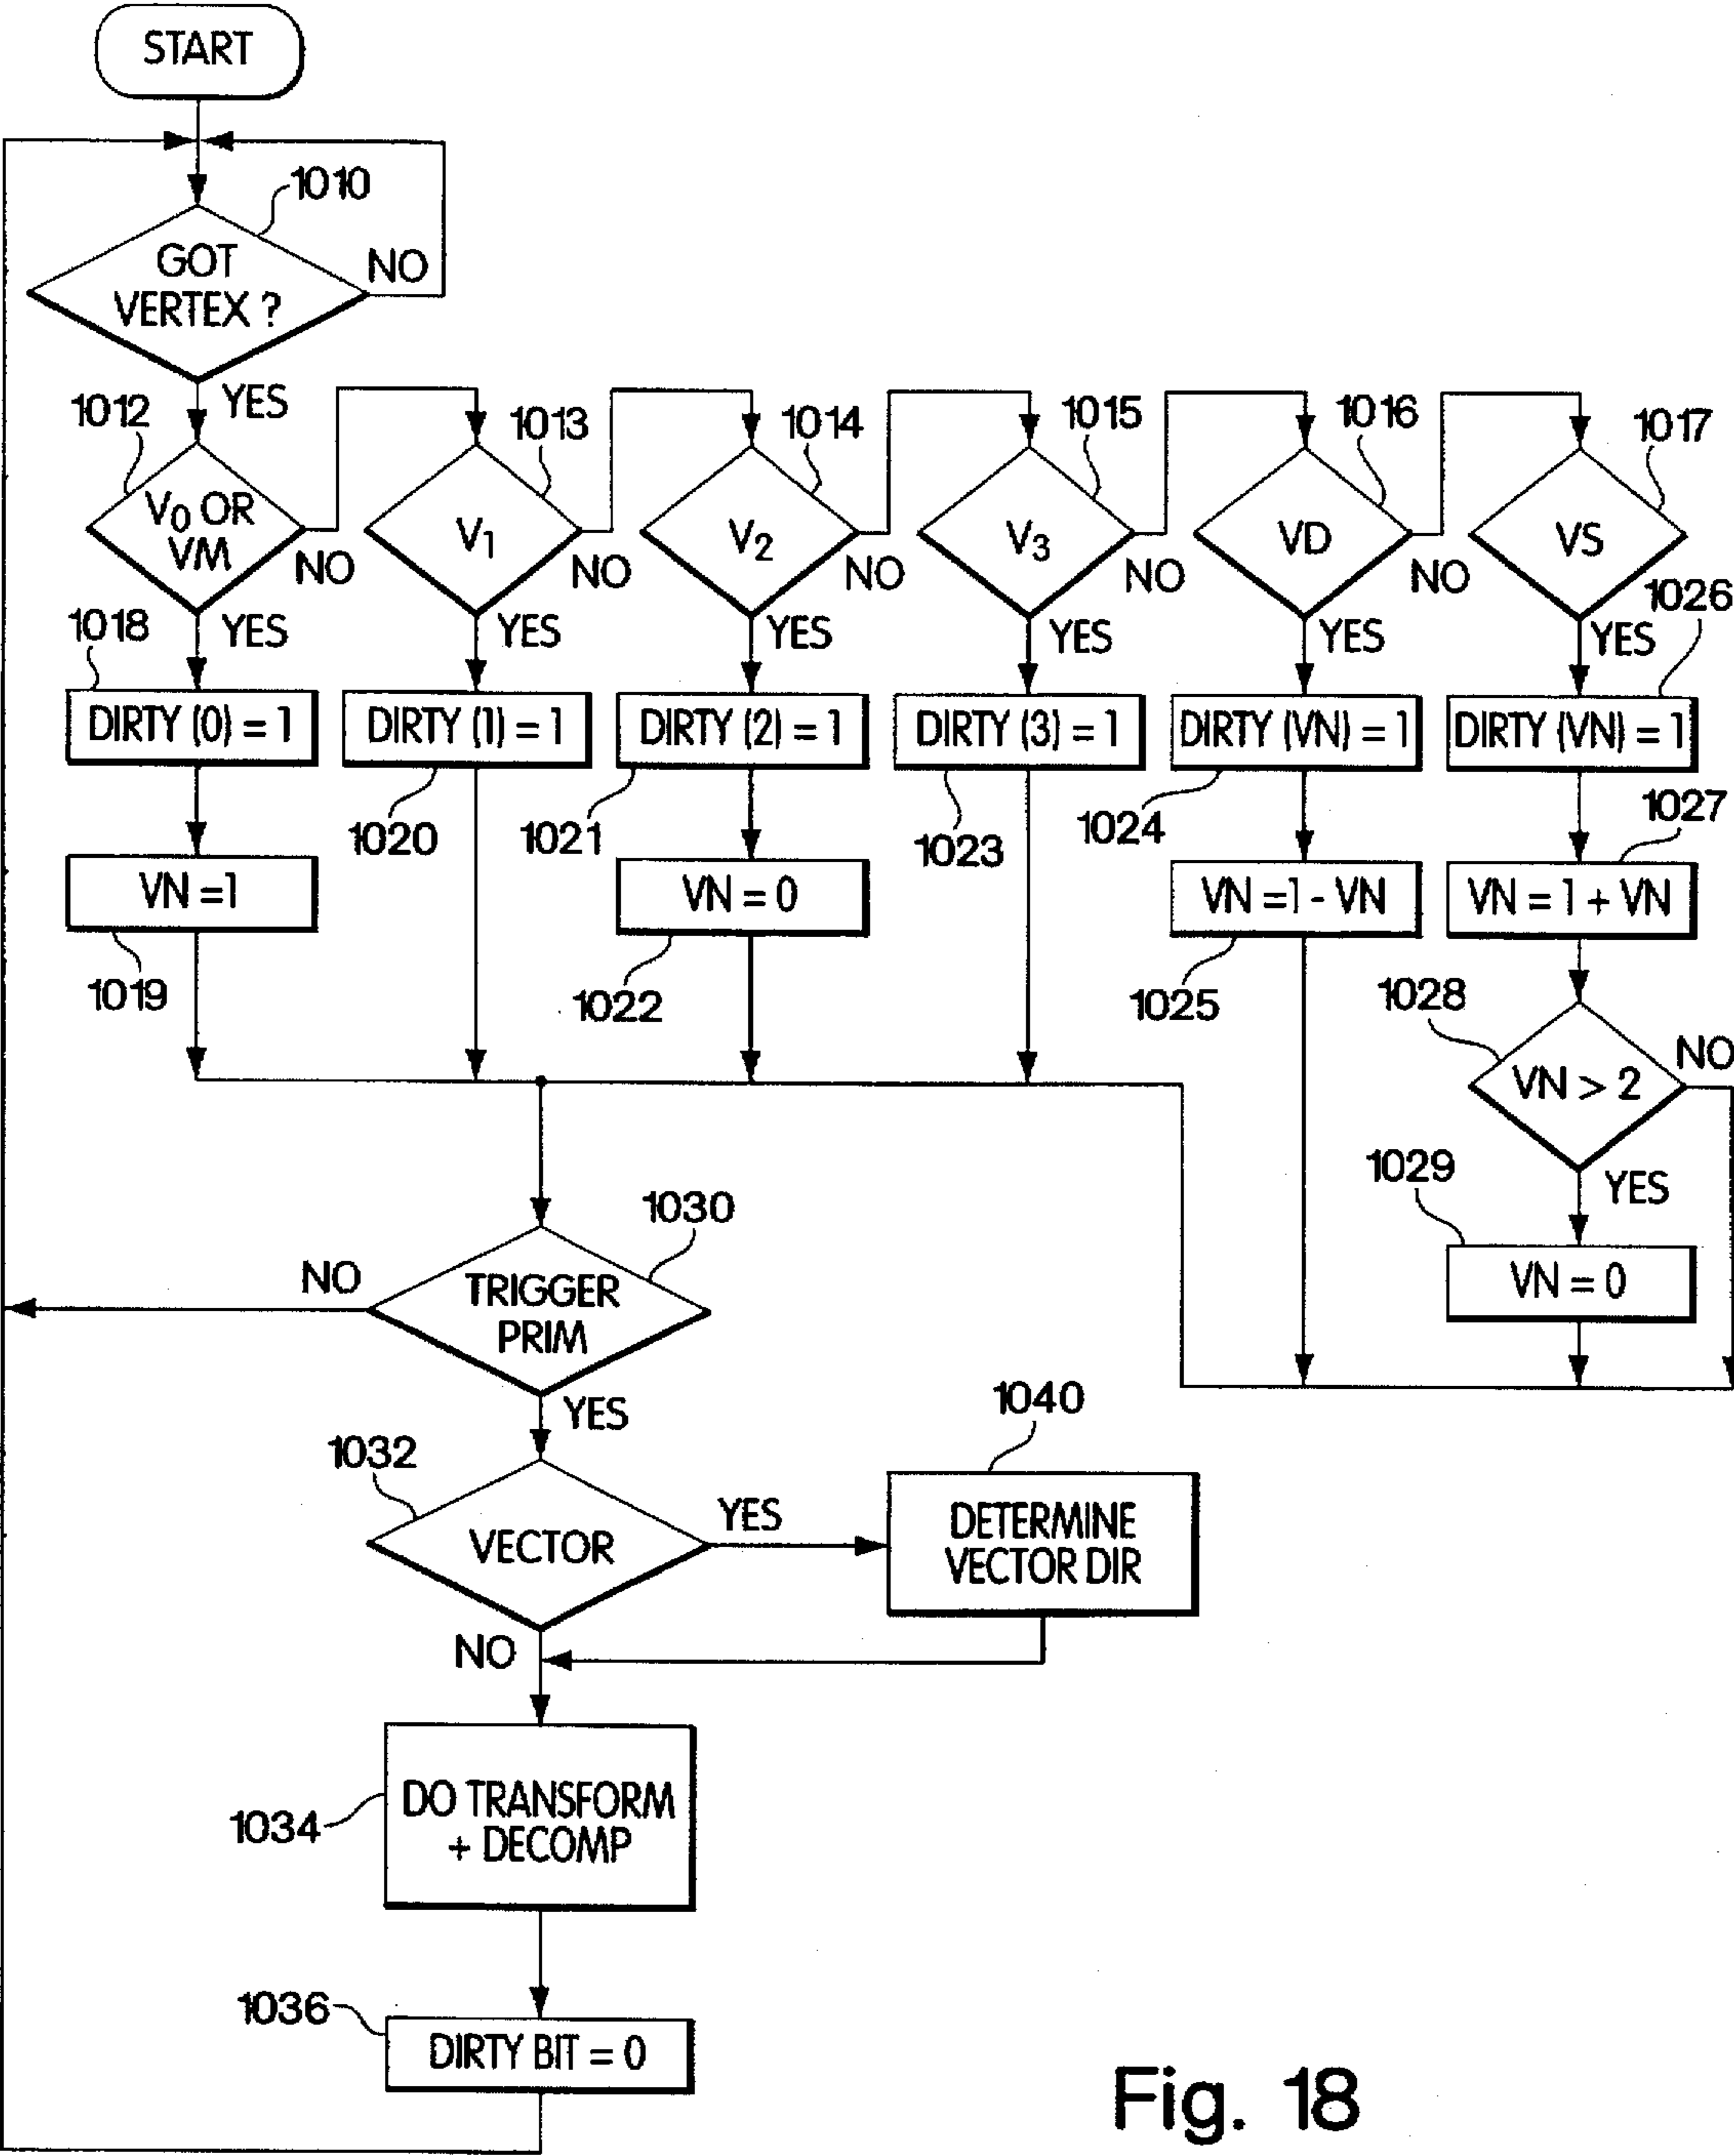 START
1010
GOT
VERTEX ?
NO
YES
1012
V0 OR
VM
NO
YES
1013
V1
NO
YES
1014
V2
NO
YES
1015
V3
NO
YES
1016
VD
NO
YES
1017
VS
YES
1018
DIRTY (0) = 1
DIRTY (1) = 1
1020
DIRTY (2) = 1
1021
DIRTY (3) = 1
1023
DIRTY (VN) = 1
1024
1026
DIRTY (VN) = 1
VN =1
1019
VN = 0
1022
VN =1 - VN
1025
1027
VN = 1 + VN
1028
VN > 2
NO
YES
1029
VN = 0
1030
TRIGGER
PRIM
NO
YES
1032
VECTOR
YES
NO
1040
DETERMINE
VECTOR DIR
1034
DO TRANSFORM
+ DECOMP
1036
DIRTY BIT = 0
Fig. 18